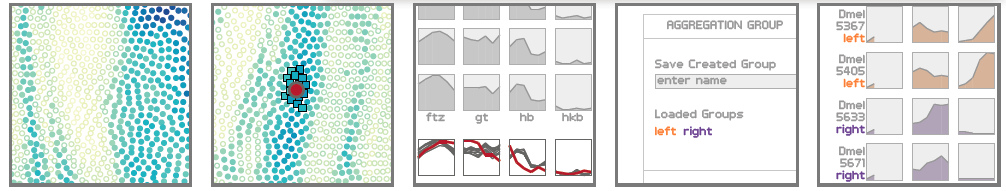 ftz gt hb hkb
AGGREGATION GROUP
Save Created Group
enter name
Loaded Groups
left right
Dmel
5367
left
Dmel
5405
left
Dmel
5633
right
Dmel
5671
right